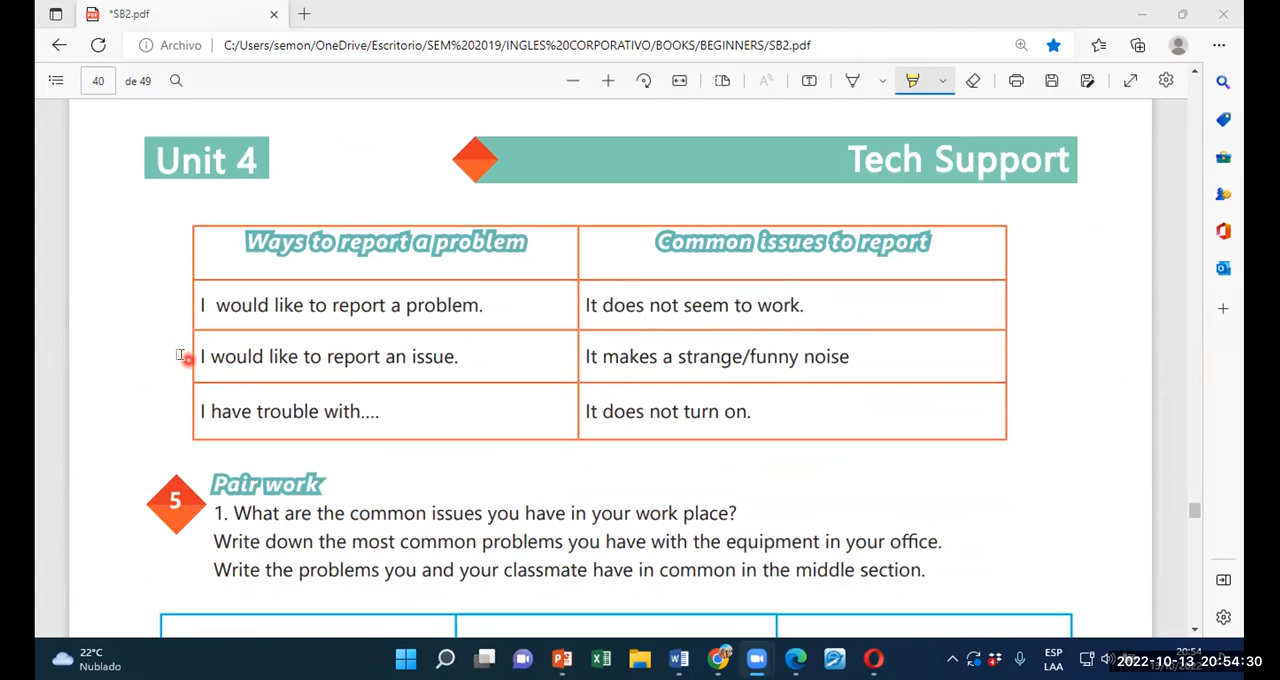 *SB2.pdf
Archivo C:/Users/semon/OneDrive/Escritorio/SEM%202019/INGLES%20CORPORATIVO/BOOKS/BEGINNERS/SB2.pdf
40 de 49
Unit 4 Tech Support
Ways to report a problem Common issues to report
I would like to report a problem. It does not seem to work.
I would like to report an issue. It makes a strange/funny noise
I have trouble with.... It does not turn on.
5 Pair work
1. What are the common issues you have in your work place?
Write down the most common problems you have with the equipment in your office.
Write the problems you and your classmate have in common in the middle section.
22°C
Nublado
ESP
LAA
20:54
2022-10-13 20:54:30